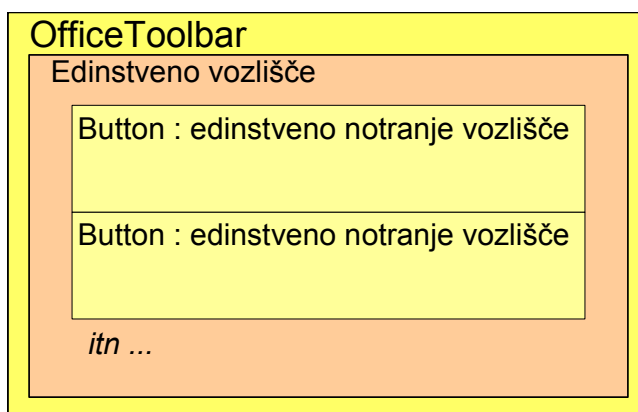 OfficeToolbar
Edinstveno vozlišče
Button : edinstveno notranje vozlišče
Button : edinstveno notranje vozlišče
itn ...